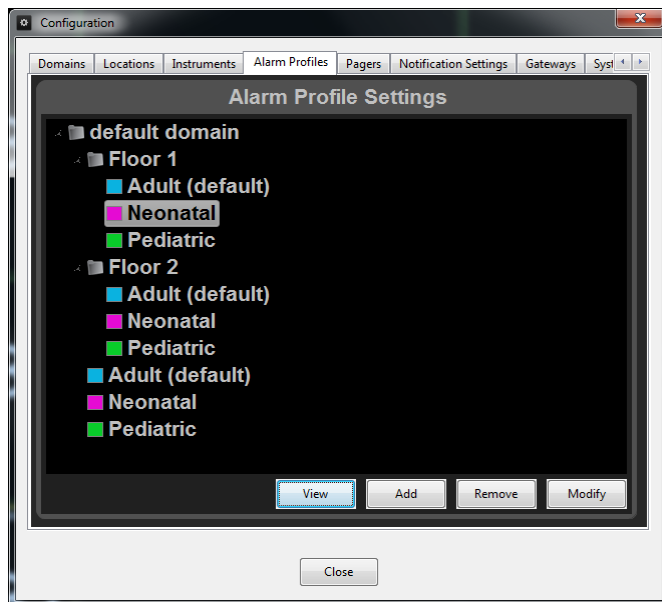 Configuration
Domains Locations Instruments Alarm Profiles Pagers Notification Settings Gateways Syst
Alarm Profile Settings
default domain
Floor 1
Adult (default)
Neonatal
Pediatric
Floor 2
Adult (default)
Neonatal
Pediatric
Adult (default)
Neonatal
Pediatric
View Add Remove Modify
Close